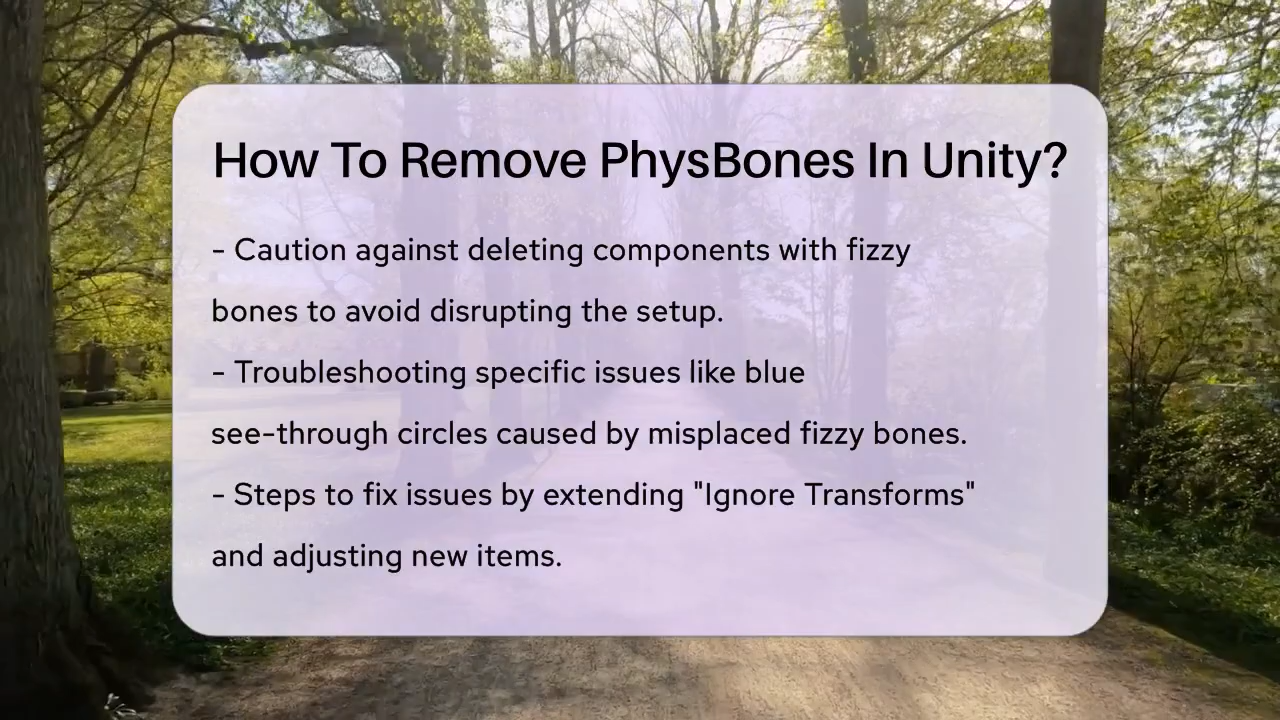 How To Remove PhysBones In Unity?
- Caution against deleting components with fizzy
bones to avoid disrupting the setup.
- Troubleshooting specific issues like blue
see-through circles caused by misplaced fizzy bones.
- Steps to fix issues by extending "Ignore Transforms"
and adjusting new items.